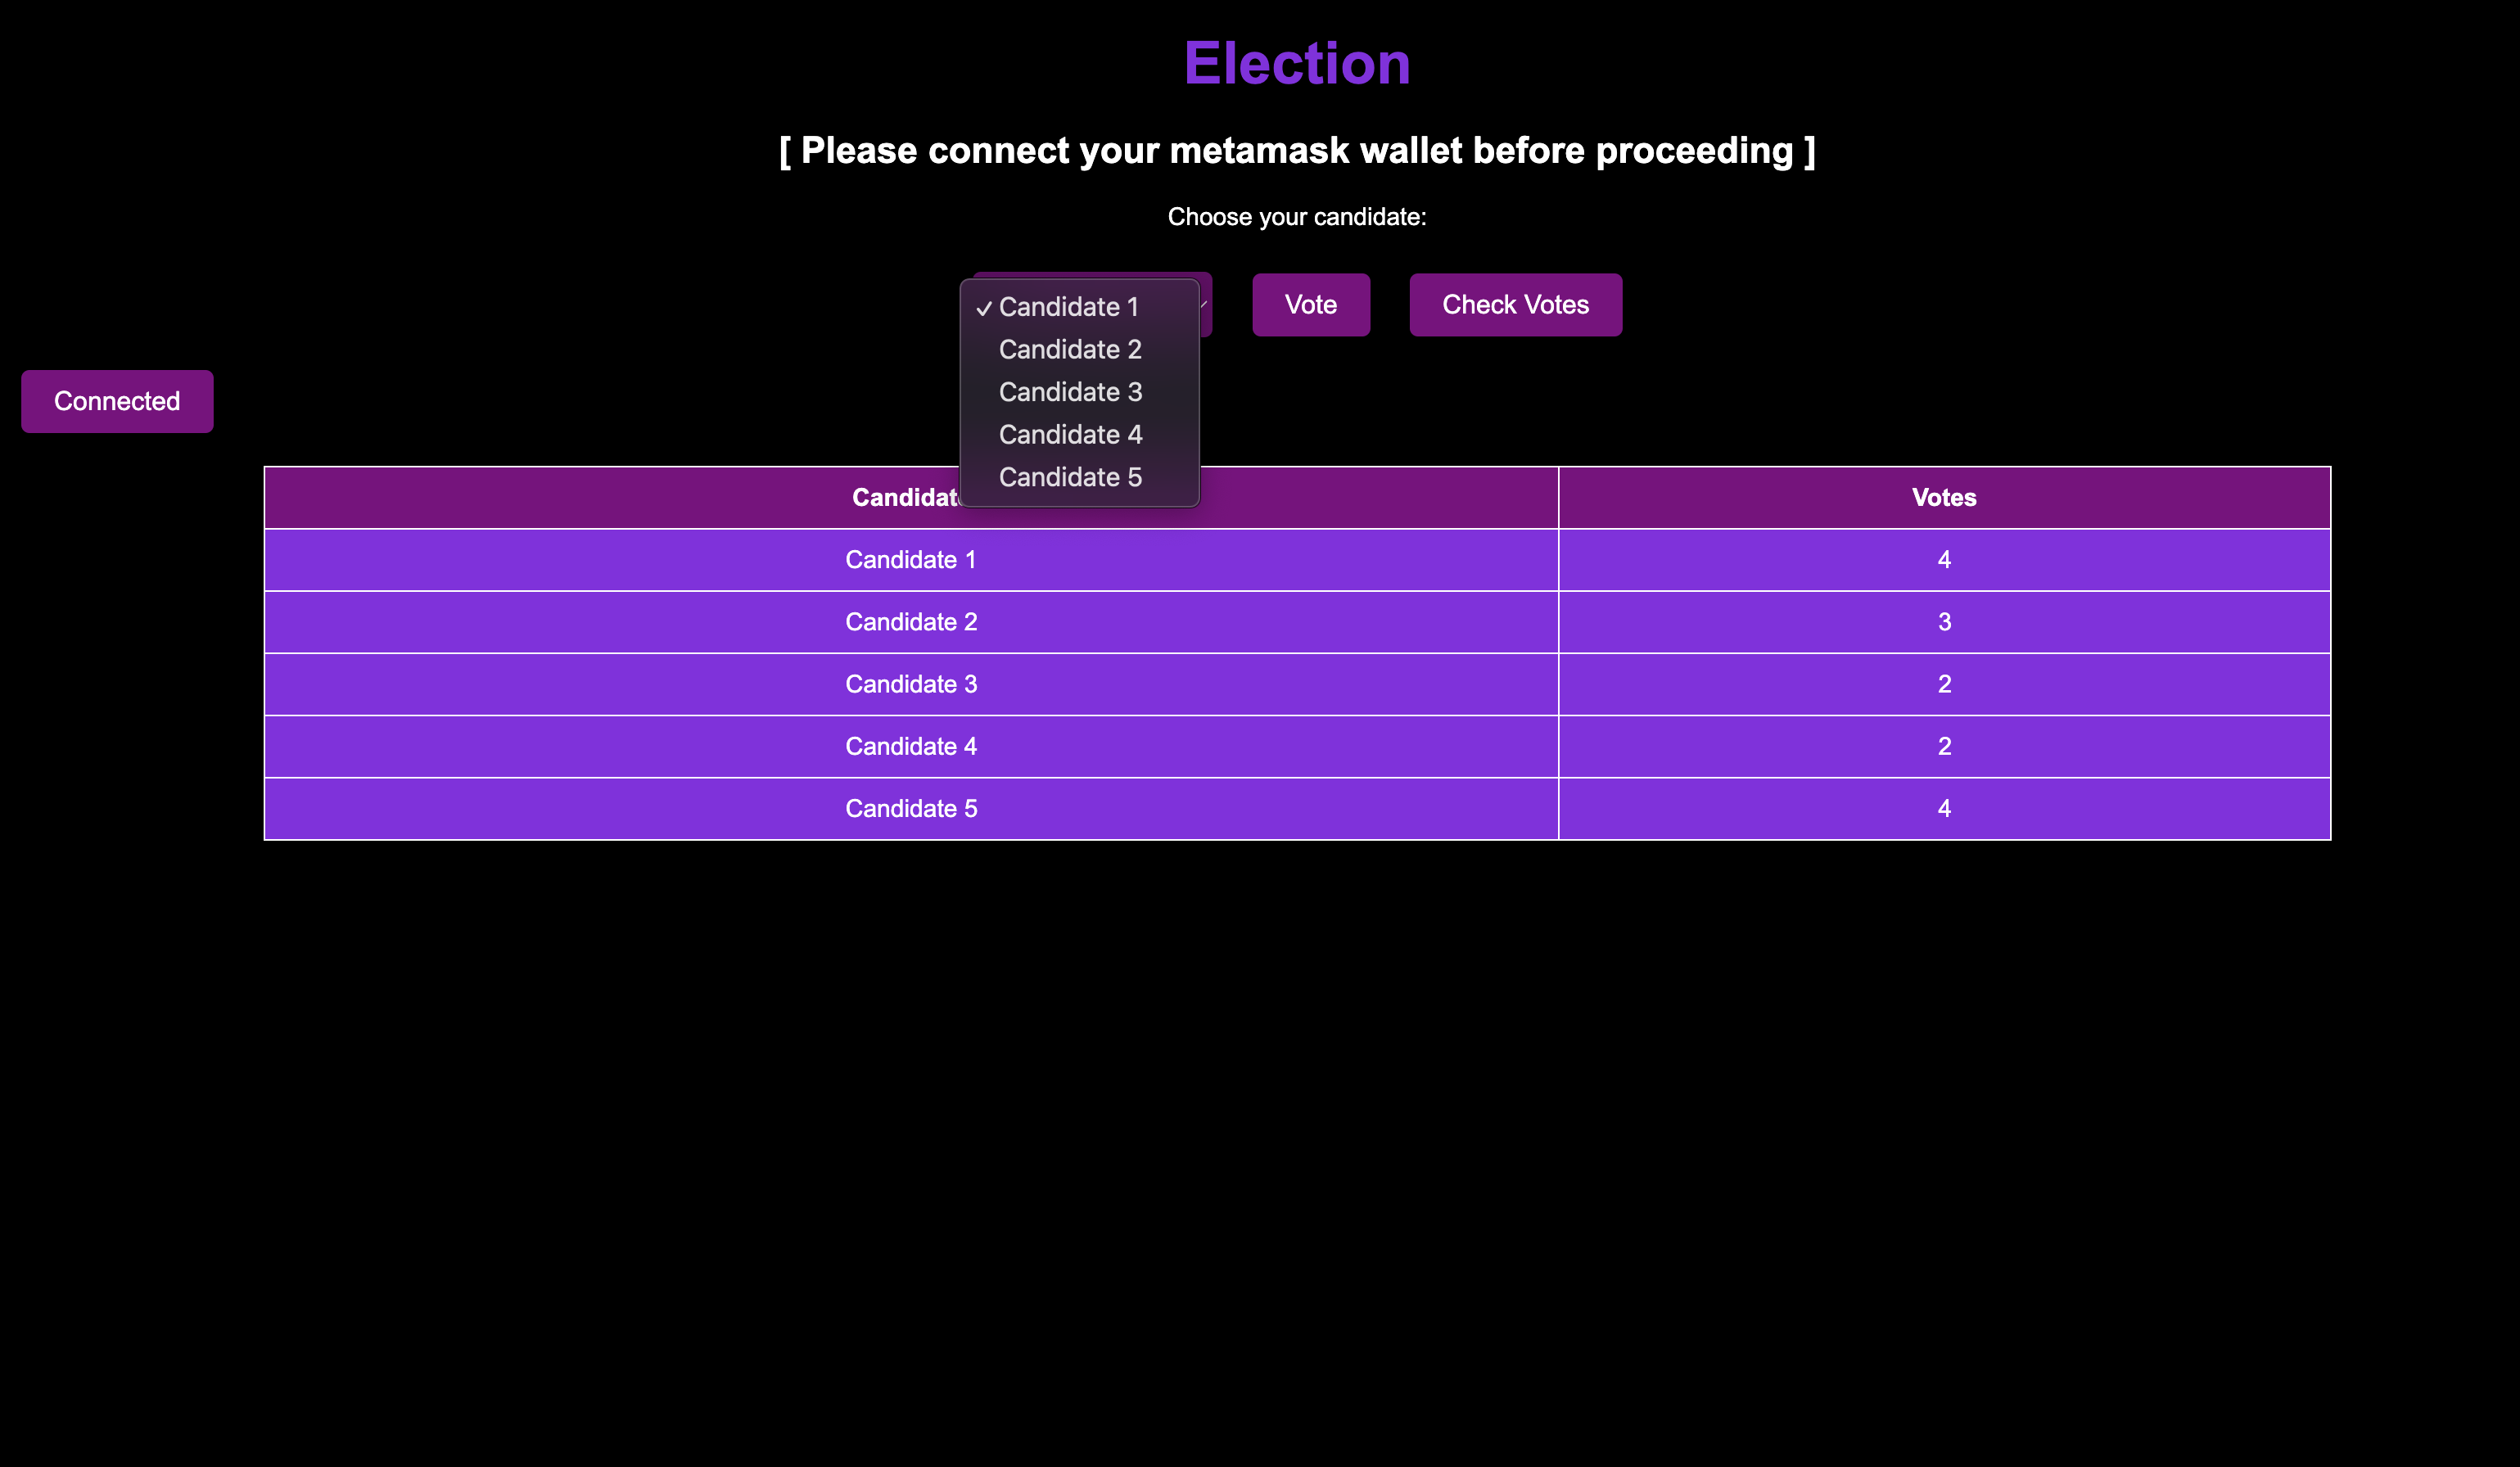 Election
[ Please connect your metamask wallet before proceeding ]
Choose your candidate:
✓ Candidate 1
Candidate 2
Candidate 3
Candidate 4
Candidate 5
Vote Check Votes
Connected
Votes
Candidate 1 4
Candidate 2 3
Candidate 3 2
Candidate 4 2
Candidate 5 4